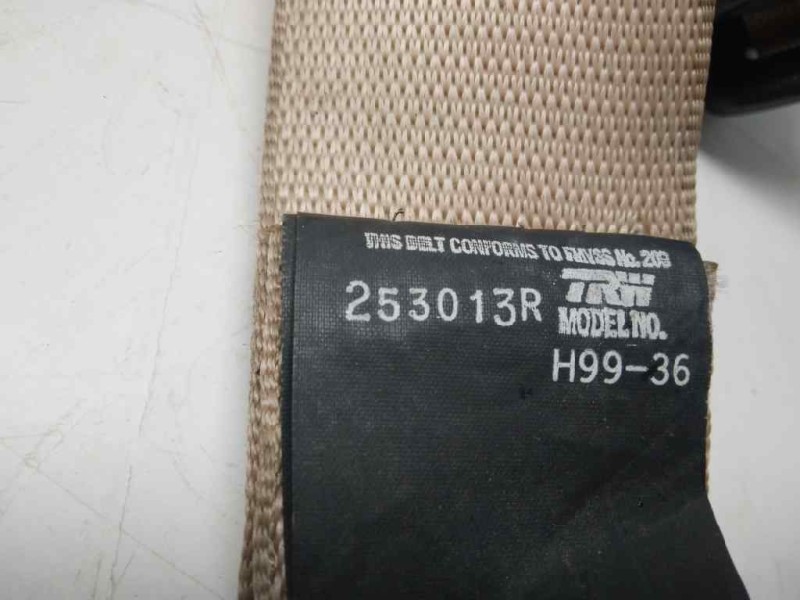 THIS BELT CONFORMS TO FMVSS No. 209
253013R TRW
MODEL NO.
H99-36